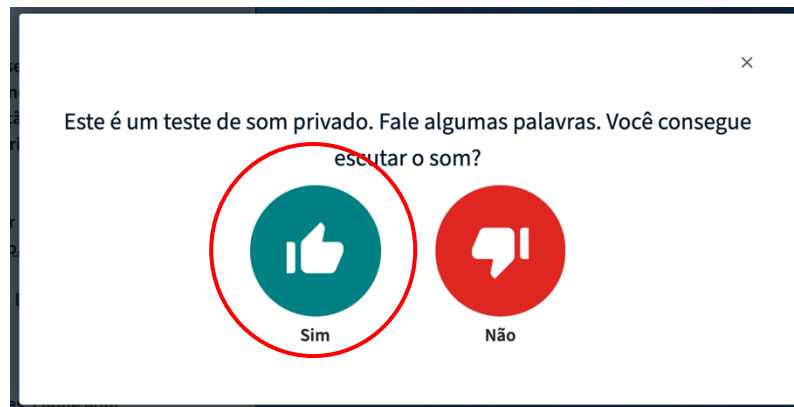 Este é um teste de som privado. Fale algumas palavras. Você consegue
escutar o som?
Sim
Não